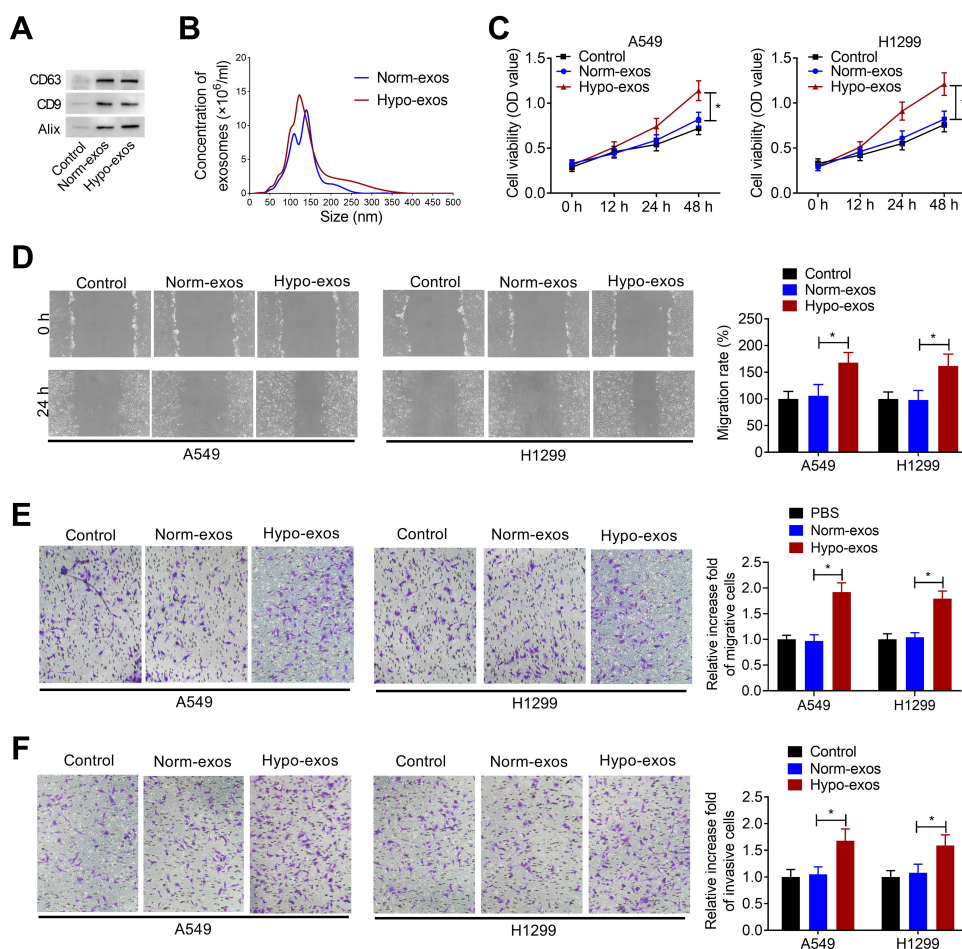 A
CD63
CD9
Alix
Control
Norm-exos
Hypo-exos
B
Concentration of
exosomes (×10⁶/ml)
20
15
10
5
0
0 50 100 150 200 250 300 350 400 450 500
Size (nm)
Norm-exos
Hypo-exos
C
A549
Control
Norm-exos
Hypo-exos
Cell viability (OD value)
1.5
1.0
0.5
0.0
0 h 12 h 24 h 48 h
*
H1299
Control
Norm-exos
Hypo-exos
Cell viability (OD value)
1.5
1.0
0.5
0.0
0 h 12 h 24 h 48 h
D
Control Norm-exos Hypo-exos
Control Norm-exos Hypo-exos
0 h
24 h
A549
H1299
Control
Norm-exos
Hypo-exos
Migration rate (%)
250
200
150
100
50
0
* *
A549 H1299
E
Control Norm-exos Hypo-exos
Control Norm-exos Hypo-exos
A549
H1299
PBS
Norm-exos
Hypo-exos
Relative increase fold
of migrative cells
2.5
2.0
1.5
1.0
0.5
0.0
* *
A549 H1299
F
Control Norm-exos Hypo-exos
Control Norm-exos Hypo-exos
A549
H1299
Control
Norm-exos
Hypo-exos
Relative increase fold
of invasive cells
2.5
2.0
1.5
1.0
0.5
0.0
* *
A549 H1299